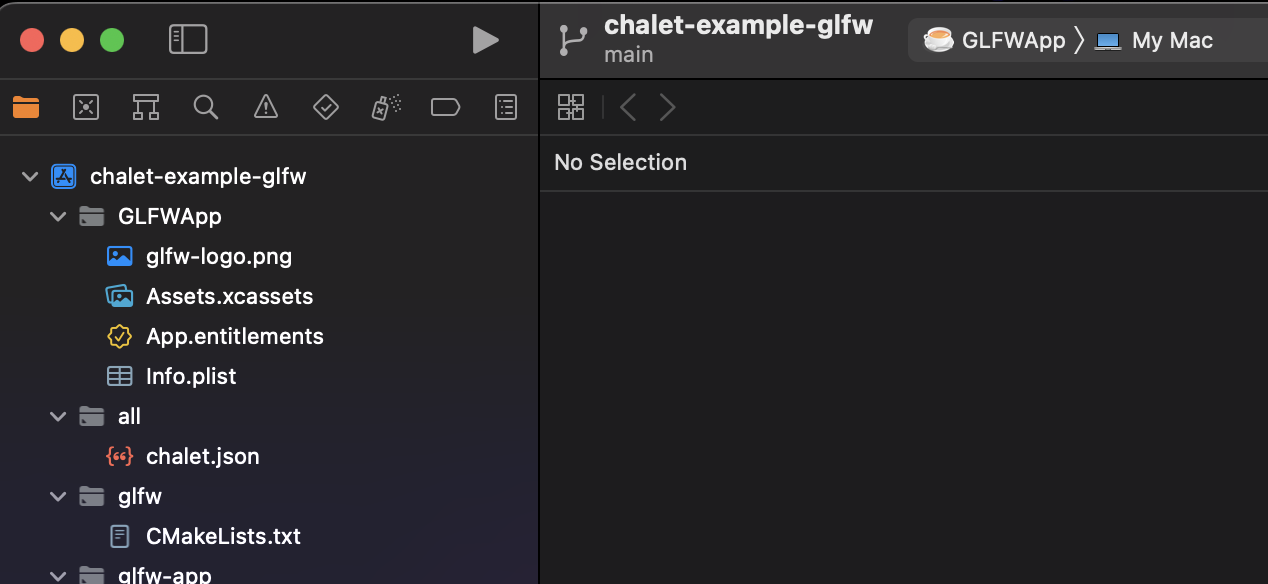 chalet-example-glfw
main
GLFWApp
My Mac
No Selection
chalet-example-glfw
GLFWApp
glfw-logo.png
Assets.xcassets
App.entitlements
Info.plist
all
chalet.json
glfw
CMakeLists.txt
glfw-app